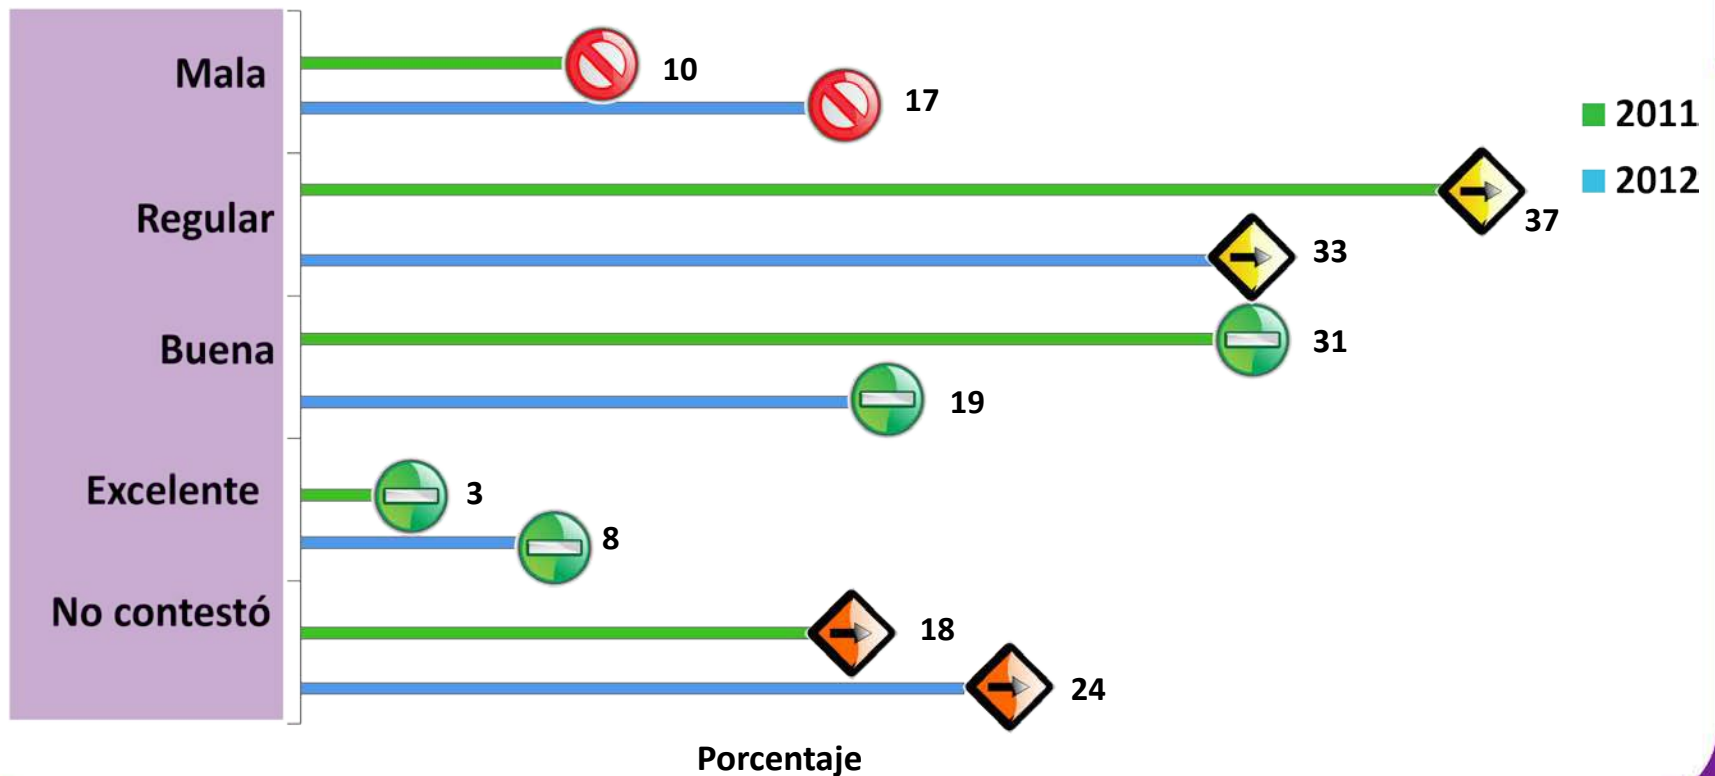 Mala
10
17
2011
2012
Regular
37
33
Buena
31
19
Excelente
3
8
No contestó
18
24
Porcentaje